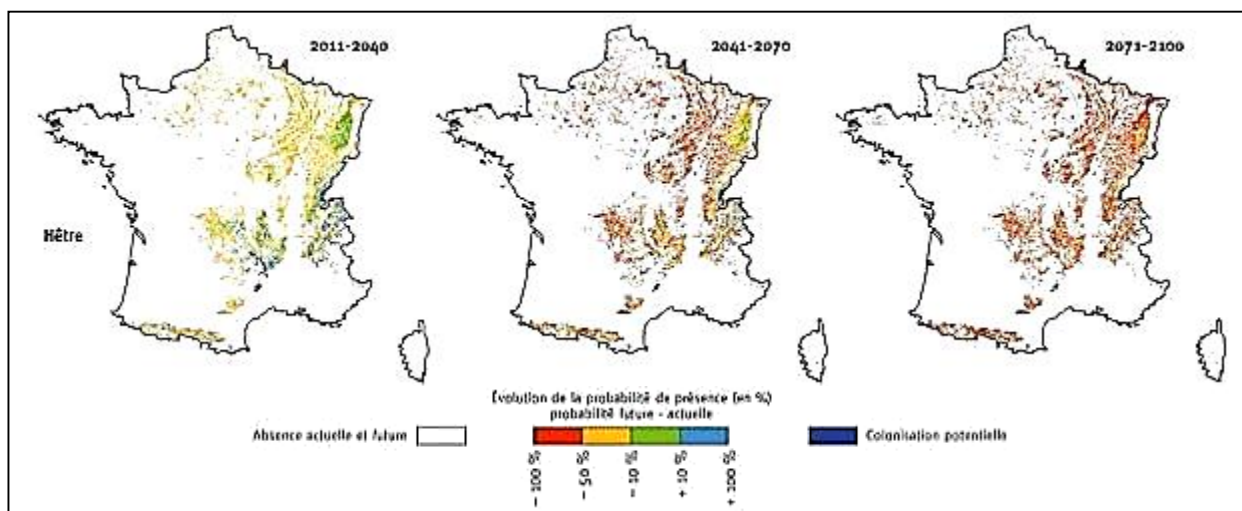 2011-2040
2041-2070
2071-2100
Hêtre
Évolution de la probabilité de présence (en %)
probabilité future - actuelle
Absence actuelle et future
Colonisation potentielle
- 100 %
- 50 %
- 10 %
+ 10 %
+ 100 %